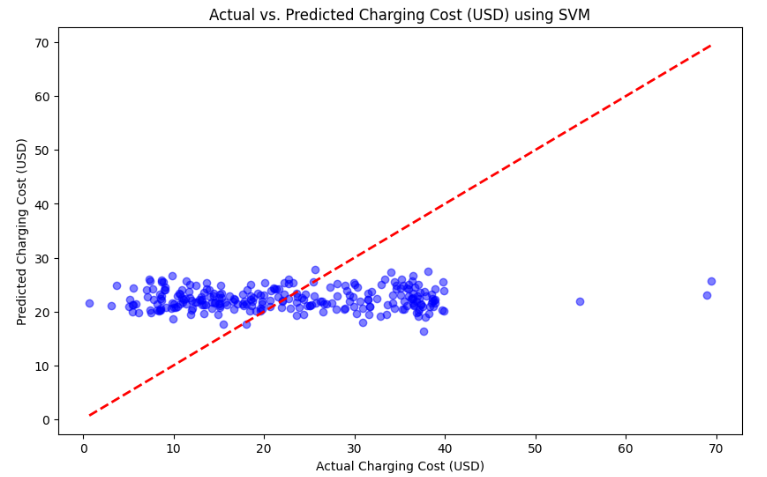 Actual vs. Predicted Charging Cost (USD) using SVM
70
60
50
40
30
20
10
0
Predicted Charging Cost (USD)
0 10 20 30 40 50 60 70
Actual Charging Cost (USD)